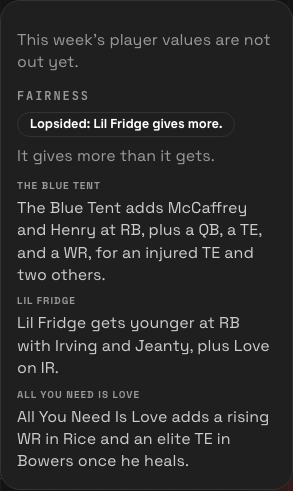 This week's player values are not
out yet.
FAIRNESS
Lopsided: Lil Fridge gives more.
It gives more than it gets.
THE BLUE TENT
The Blue Tent adds McCaffrey
and Henry at RB, plus a QB, a TE,
and a WR, for an injured TE and
two others.
LIL FRIDGE
Lil Fridge gets younger at RB
with Irving and Jeanty, plus Love
on IR.
ALL YOU NEED IS LOVE
All You Need Is Love adds a rising
WR in Rice and an elite TE in
Bowers once he heals.